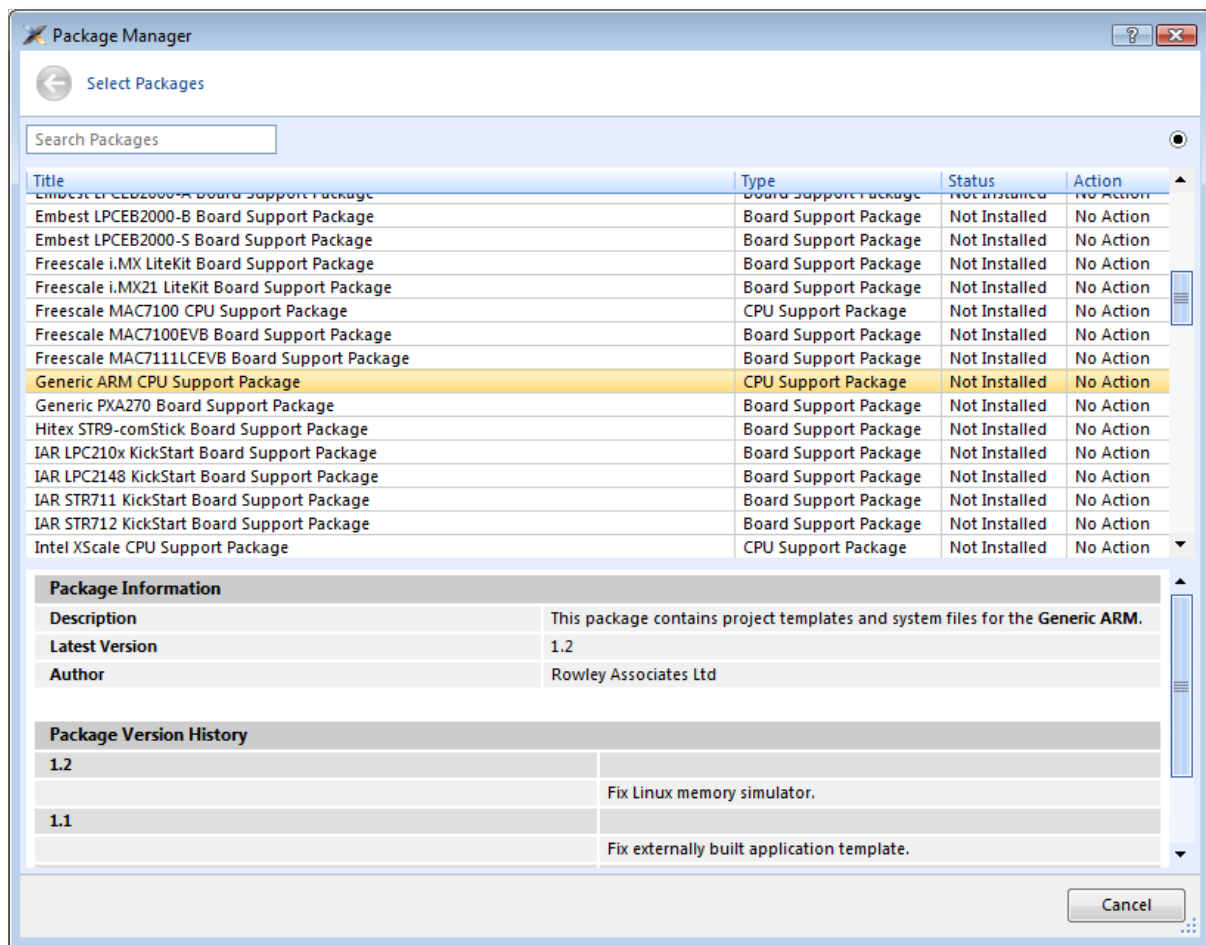 Package Manager
Select Packages
Search Packages
Title Type Status Action
Embest LPCEB2000-A Board Support Package Board Support Package Not Installed No Action
Embest LPCEB2000-B Board Support Package Board Support Package Not Installed No Action
Embest LPCEB2000-S Board Support Package Board Support Package Not Installed No Action
Freescale i.MX LiteKit Board Support Package Board Support Package Not Installed No Action
Freescale i.MX21 LiteKit Board Support Package Board Support Package Not Installed No Action
Freescale MAC7100 CPU Support Package CPU Support Package Not Installed No Action
Freescale MAC7100EVB Board Support Package Board Support Package Not Installed No Action
Freescale MAC7111LCEVB Board Support Package Board Support Package Not Installed No Action
Generic ARM CPU Support Package CPU Support Package Not Installed No Action
Generic PXA270 Board Support Package Board Support Package Not Installed No Action
Hitex STR9-comStick Board Support Package Board Support Package Not Installed No Action
IAR LPC210x KickStart Board Support Package Board Support Package Not Installed No Action
IAR LPC2148 KickStart Board Support Package Board Support Package Not Installed No Action
IAR STR711 KickStart Board Support Package Board Support Package Not Installed No Action
IAR STR712 KickStart Board Support Package Board Support Package Not Installed No Action
Intel XScale CPU Support Package CPU Support Package Not Installed No Action
Package Information
Description This package contains project templates and system files for the Generic ARM.
Latest Version 1.2
Author Rowley Associates Ltd
Package Version History
1.2
Fix Linux memory simulator.
1.1
Fix externally built application template.
Cancel